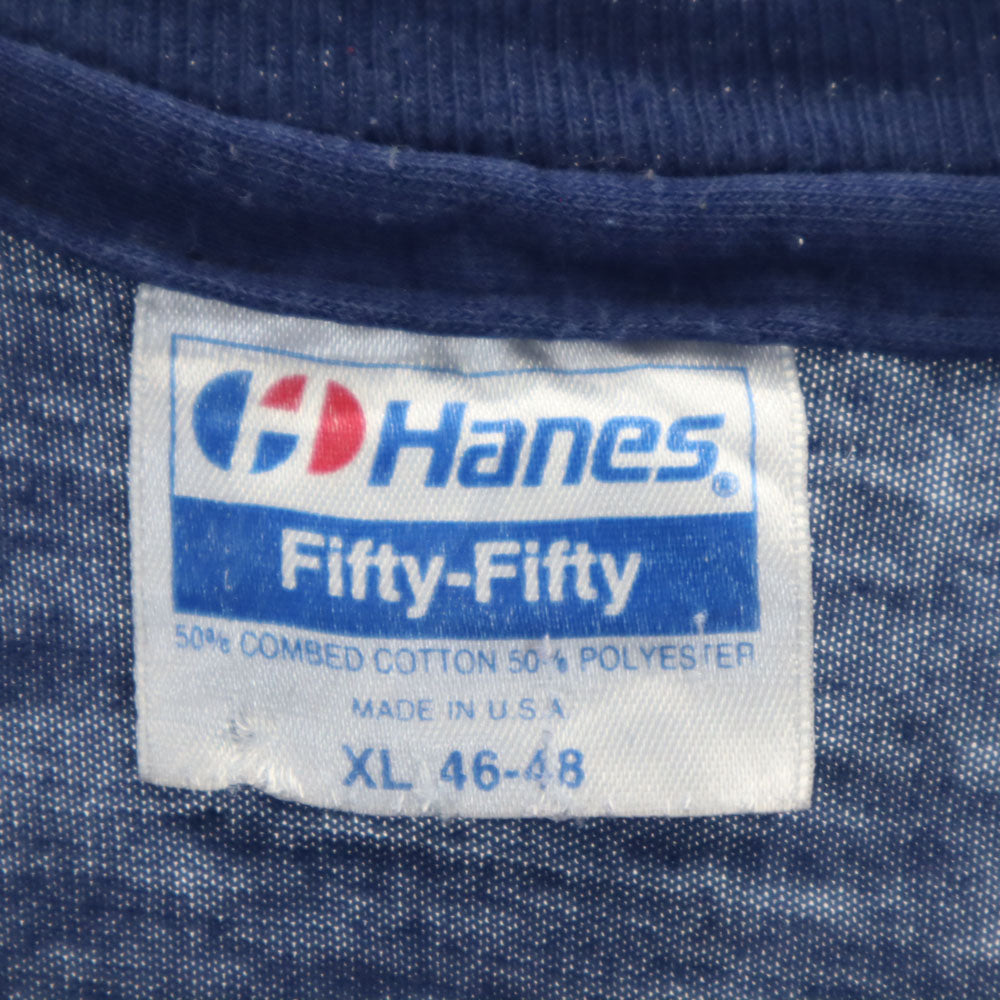 Hanes®
Fifty-Fifty
50% COMBED COTTON 50% POLYESTER
MADE IN U.S.A.
XL 46-48